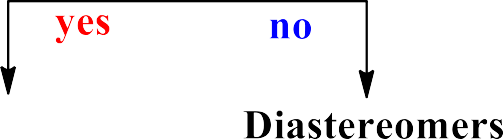 yes no
Diastereomers